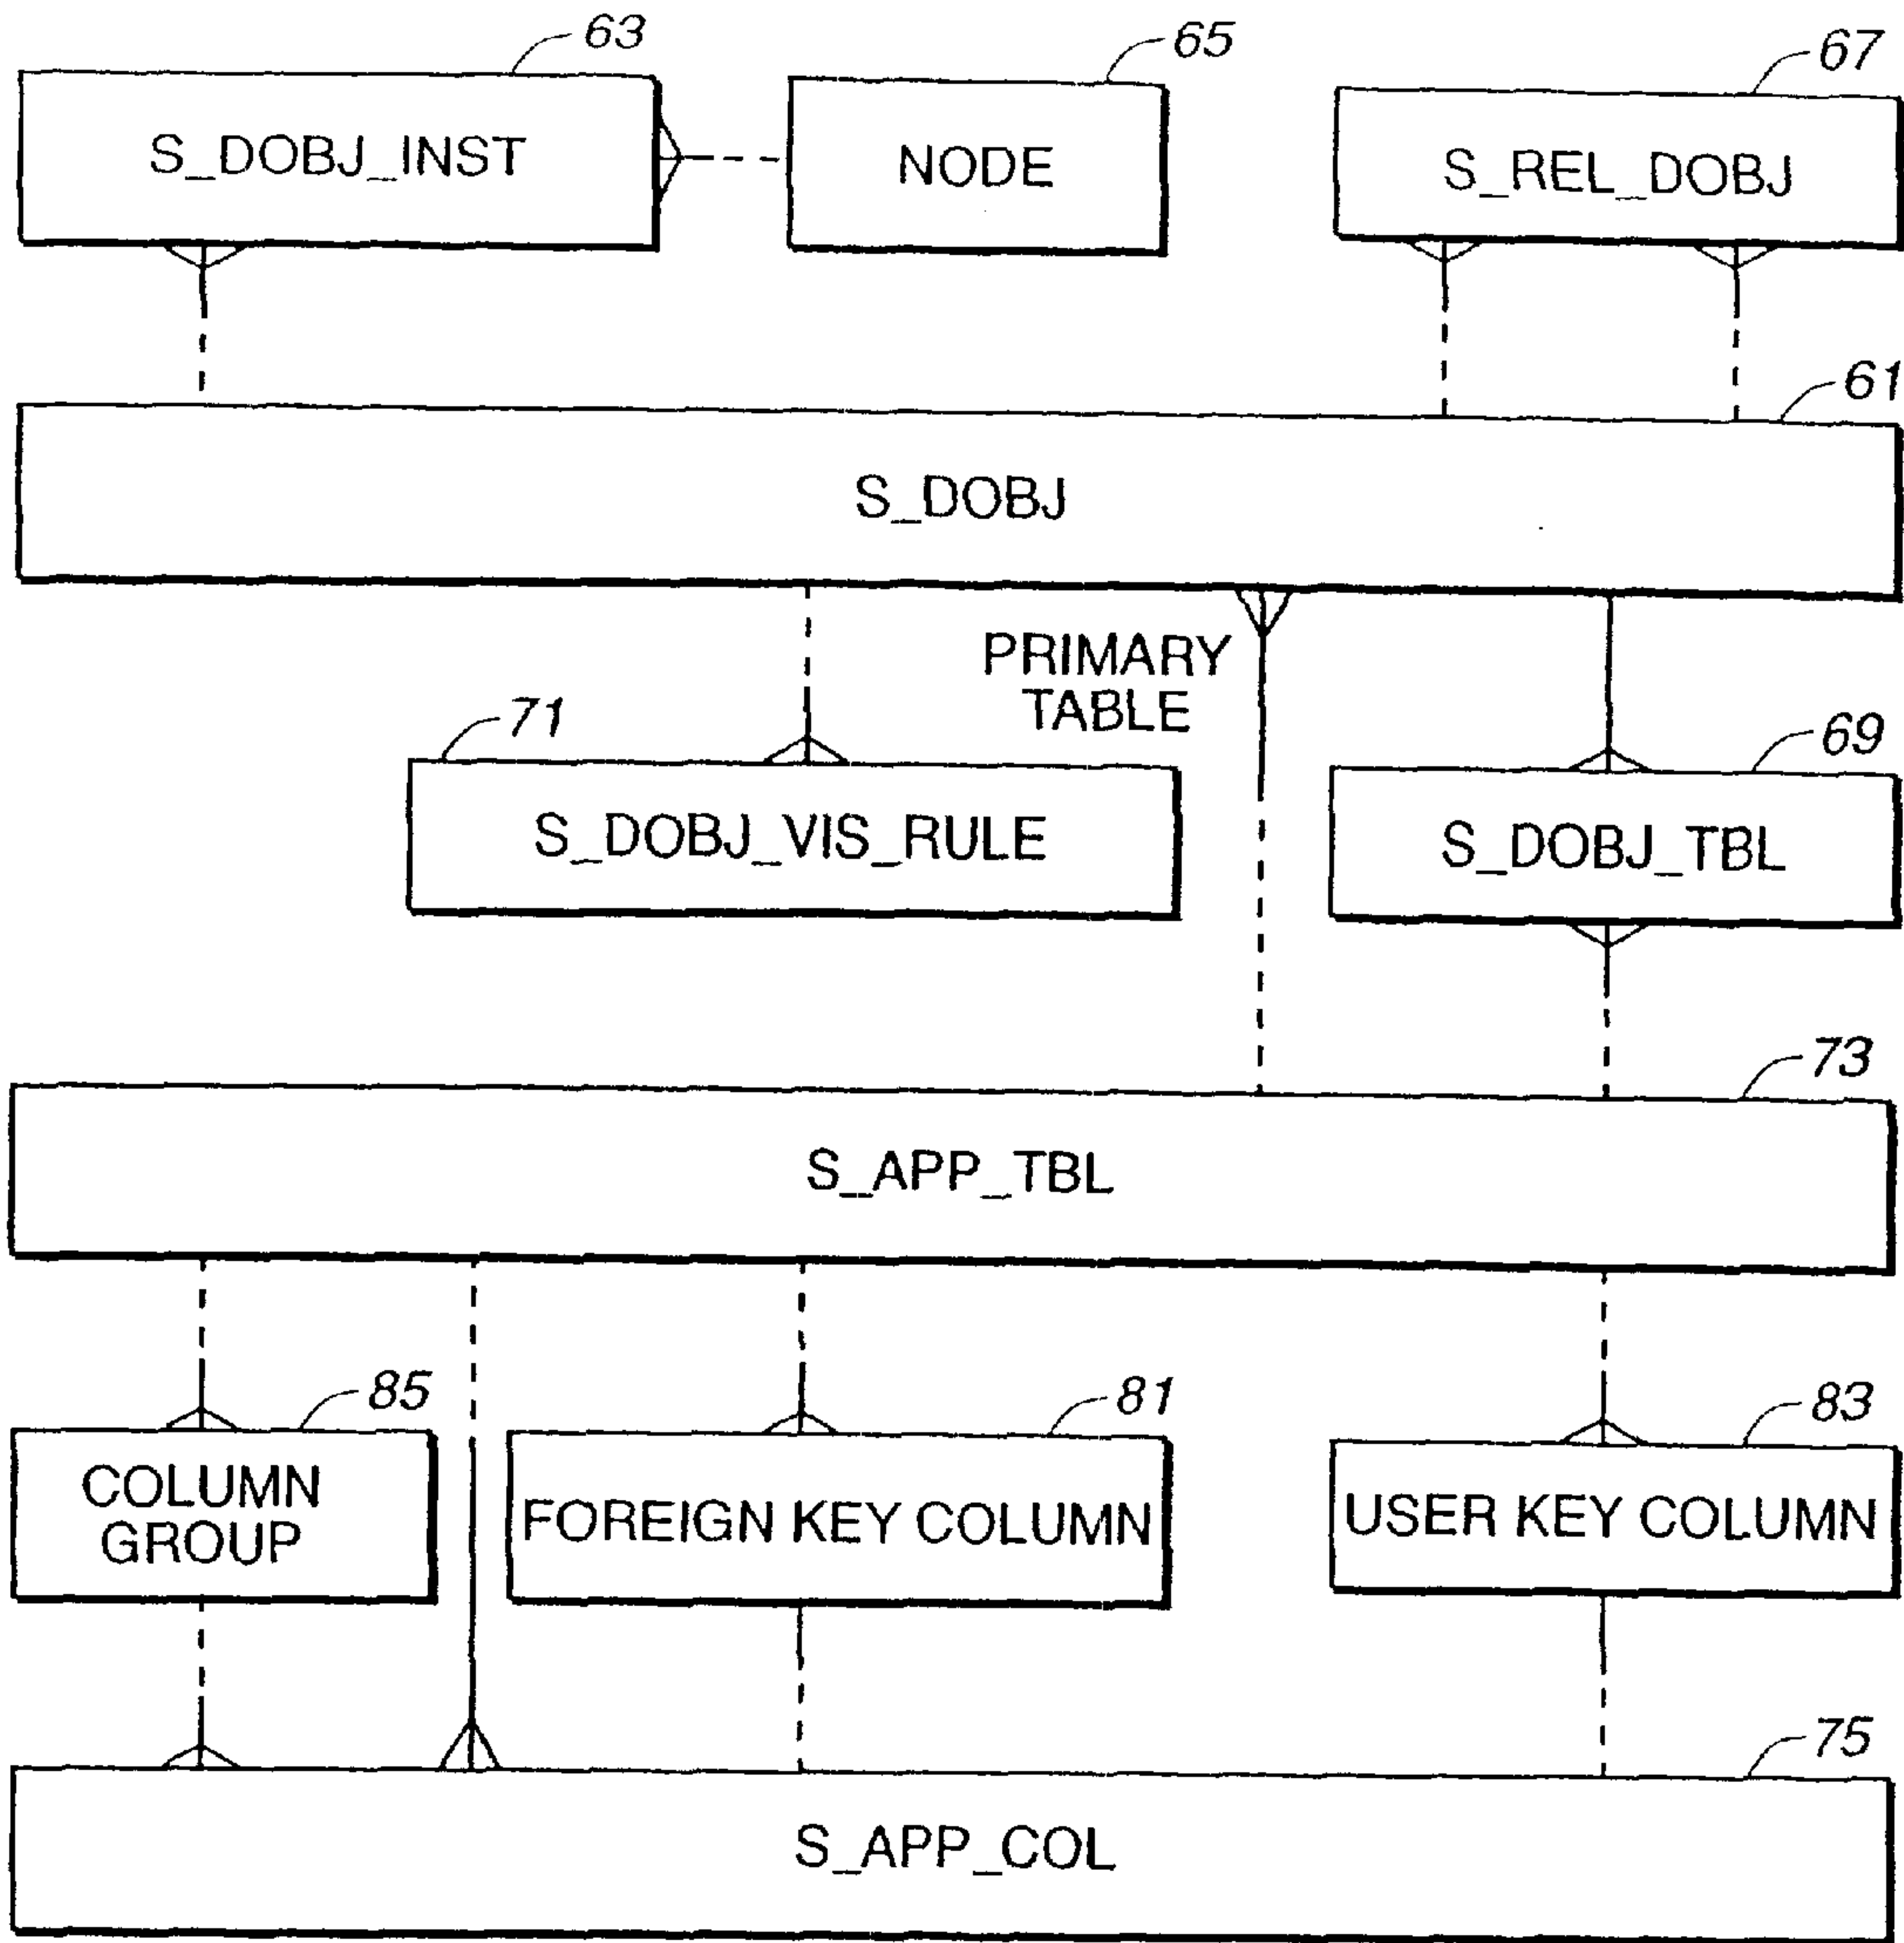 63
65
67
S_DOBJ_INST
NODE
S_REL_DOBJ
61
S_DOBJ
PRIMARY
TABLE
71
69
S_DOBJ_VIS_RULE
S_DOBJ_TBL
73
S_APP_TBL
85
81
83
COLUMN
GROUP
FOREIGN KEY COLUMN
USER KEY COLUMN
75
S_APP_COL